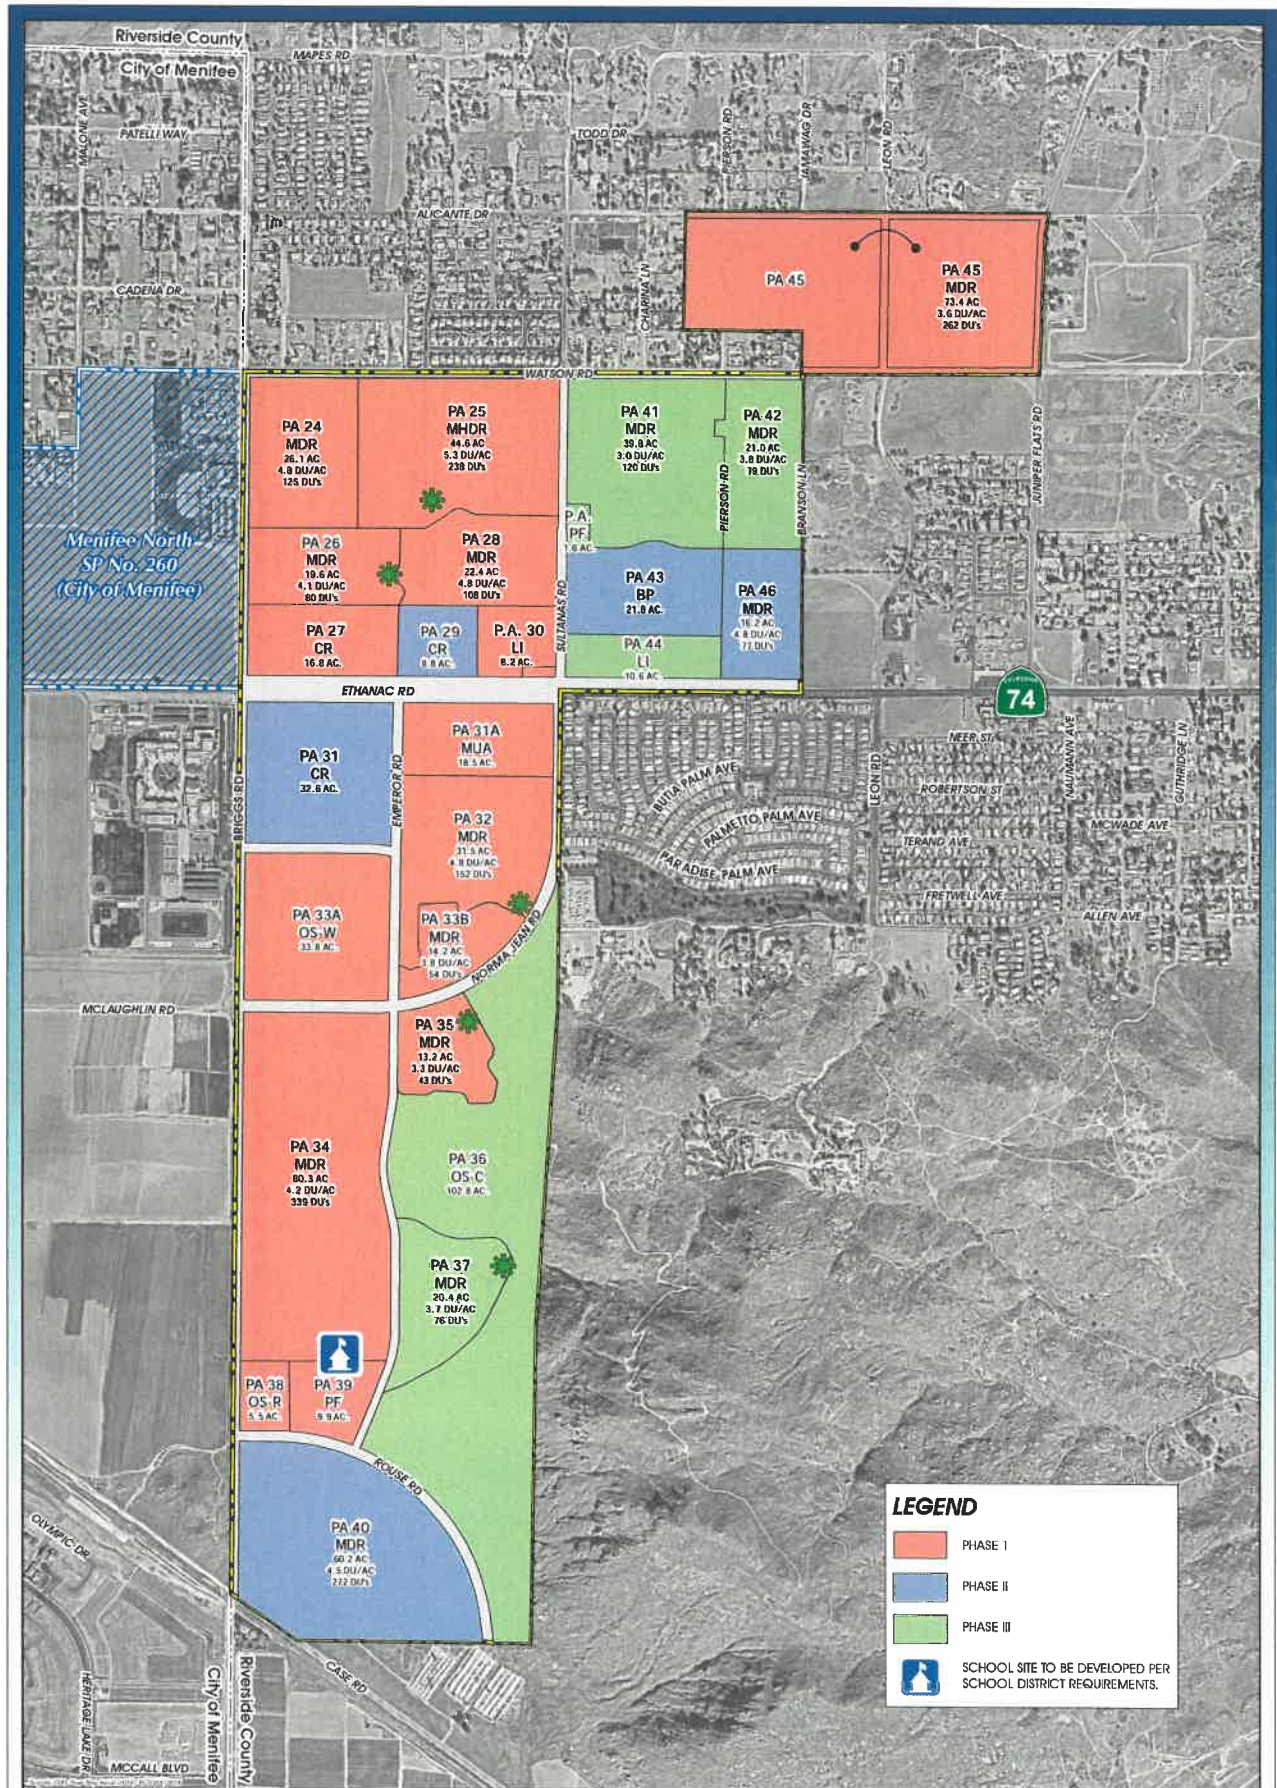 Riverside County
City of Menifee
MAPES RD
MALONE AVE
PATELLI WAY
TODD DR
PIERSON RD
JAMAWAG DR
LEON RD
ALICANTE DR
CADENA DR
CHARINA LN
PA 45
PA 45
MDR
73.4 AC
3.6 DU/AC
262 DU's
WATSON RD
PA 24
MDR
26.1 AC
4.8 DU/AC
125 DU's
PA 25
MHDR
44.6 AC
5.3 DU/AC
238 DU's
PA 41
MDR
39.8 AC
3.0 DU/AC
120 DU's
PA 42
MDR
21.0 AC
3.8 DU/AC
79 DU's
PIERSON RD
BRANSON LN
JUNIPER FLATS RD
Menifee North
SP No. 260
(City of Menifee)
PA 26
MDR
19.6 AC
4.1 DU/AC
80 DU's
PA 28
MDR
22.4 AC
4.8 DU/AC
108 DU's
P.A.
PF
1.6 AC
SULTANAS RD
PA 43
BP
21.8 AC.
PA 46
MDR
16.2 AC
4.8 DU/AC
77 DU's
PA 27
CR
16.8 AC.
PA 29
CR
8.8 AC.
P.A. 30
LI
8.2 AC.
PA 44
LI
10.6 AC
ETHANAC RD
CALIFORNIA
74
BRIGGS RD
PA 31
CR
32.6 AC.
EMPEROR RD
PA 31A
MUA
18.5 AC.
PA 32
MDR
31.5 AC
4.8 DU/AC
152 DU's
BUTIA PALM AVE
PALMETTO PALM AVE
PARADISE PALM AVE
LEON RD
NEER ST
ROBERTSON ST
TERAND AVE
FRETWELL AVE
NAUMANN AVE
MCWADE AVE
GUTHRIDGE LN
ALLEN AVE
PA 33A
OS-W
33.8 AC.
PA 33B
MDR
14.2 AC
3.8 DU/AC
54 DU's
NORMA JEAN RD
MCLAUGHLIN RD
PA 35
MDR
13.2 AC
3.3 DU/AC
43 DU's
PA 34
MDR
80.3 AC
4.2 DU/AC
339 DU's
PA 36
OS-C
102.8 AC.
PA 37
MDR
20.4 AC
3.7 DU/AC
76 DU's
PA 38
OS-R
5.5 AC.
PA 39
PF
9.9 AC.
ROUSE RD
PA 40
MDR
60.2 AC
4.5 DU/AC
272 DU's
OLYMPIC DR
HERITAGE LAKE DR
MCCALL BLVD
City of Menifee
Riverside County
CASE RD
LEGEND
PHASE I
PHASE II
PHASE III
SCHOOL SITE TO BE DEVELOPED PER
SCHOOL DISTRICT REQUIREMENTS.